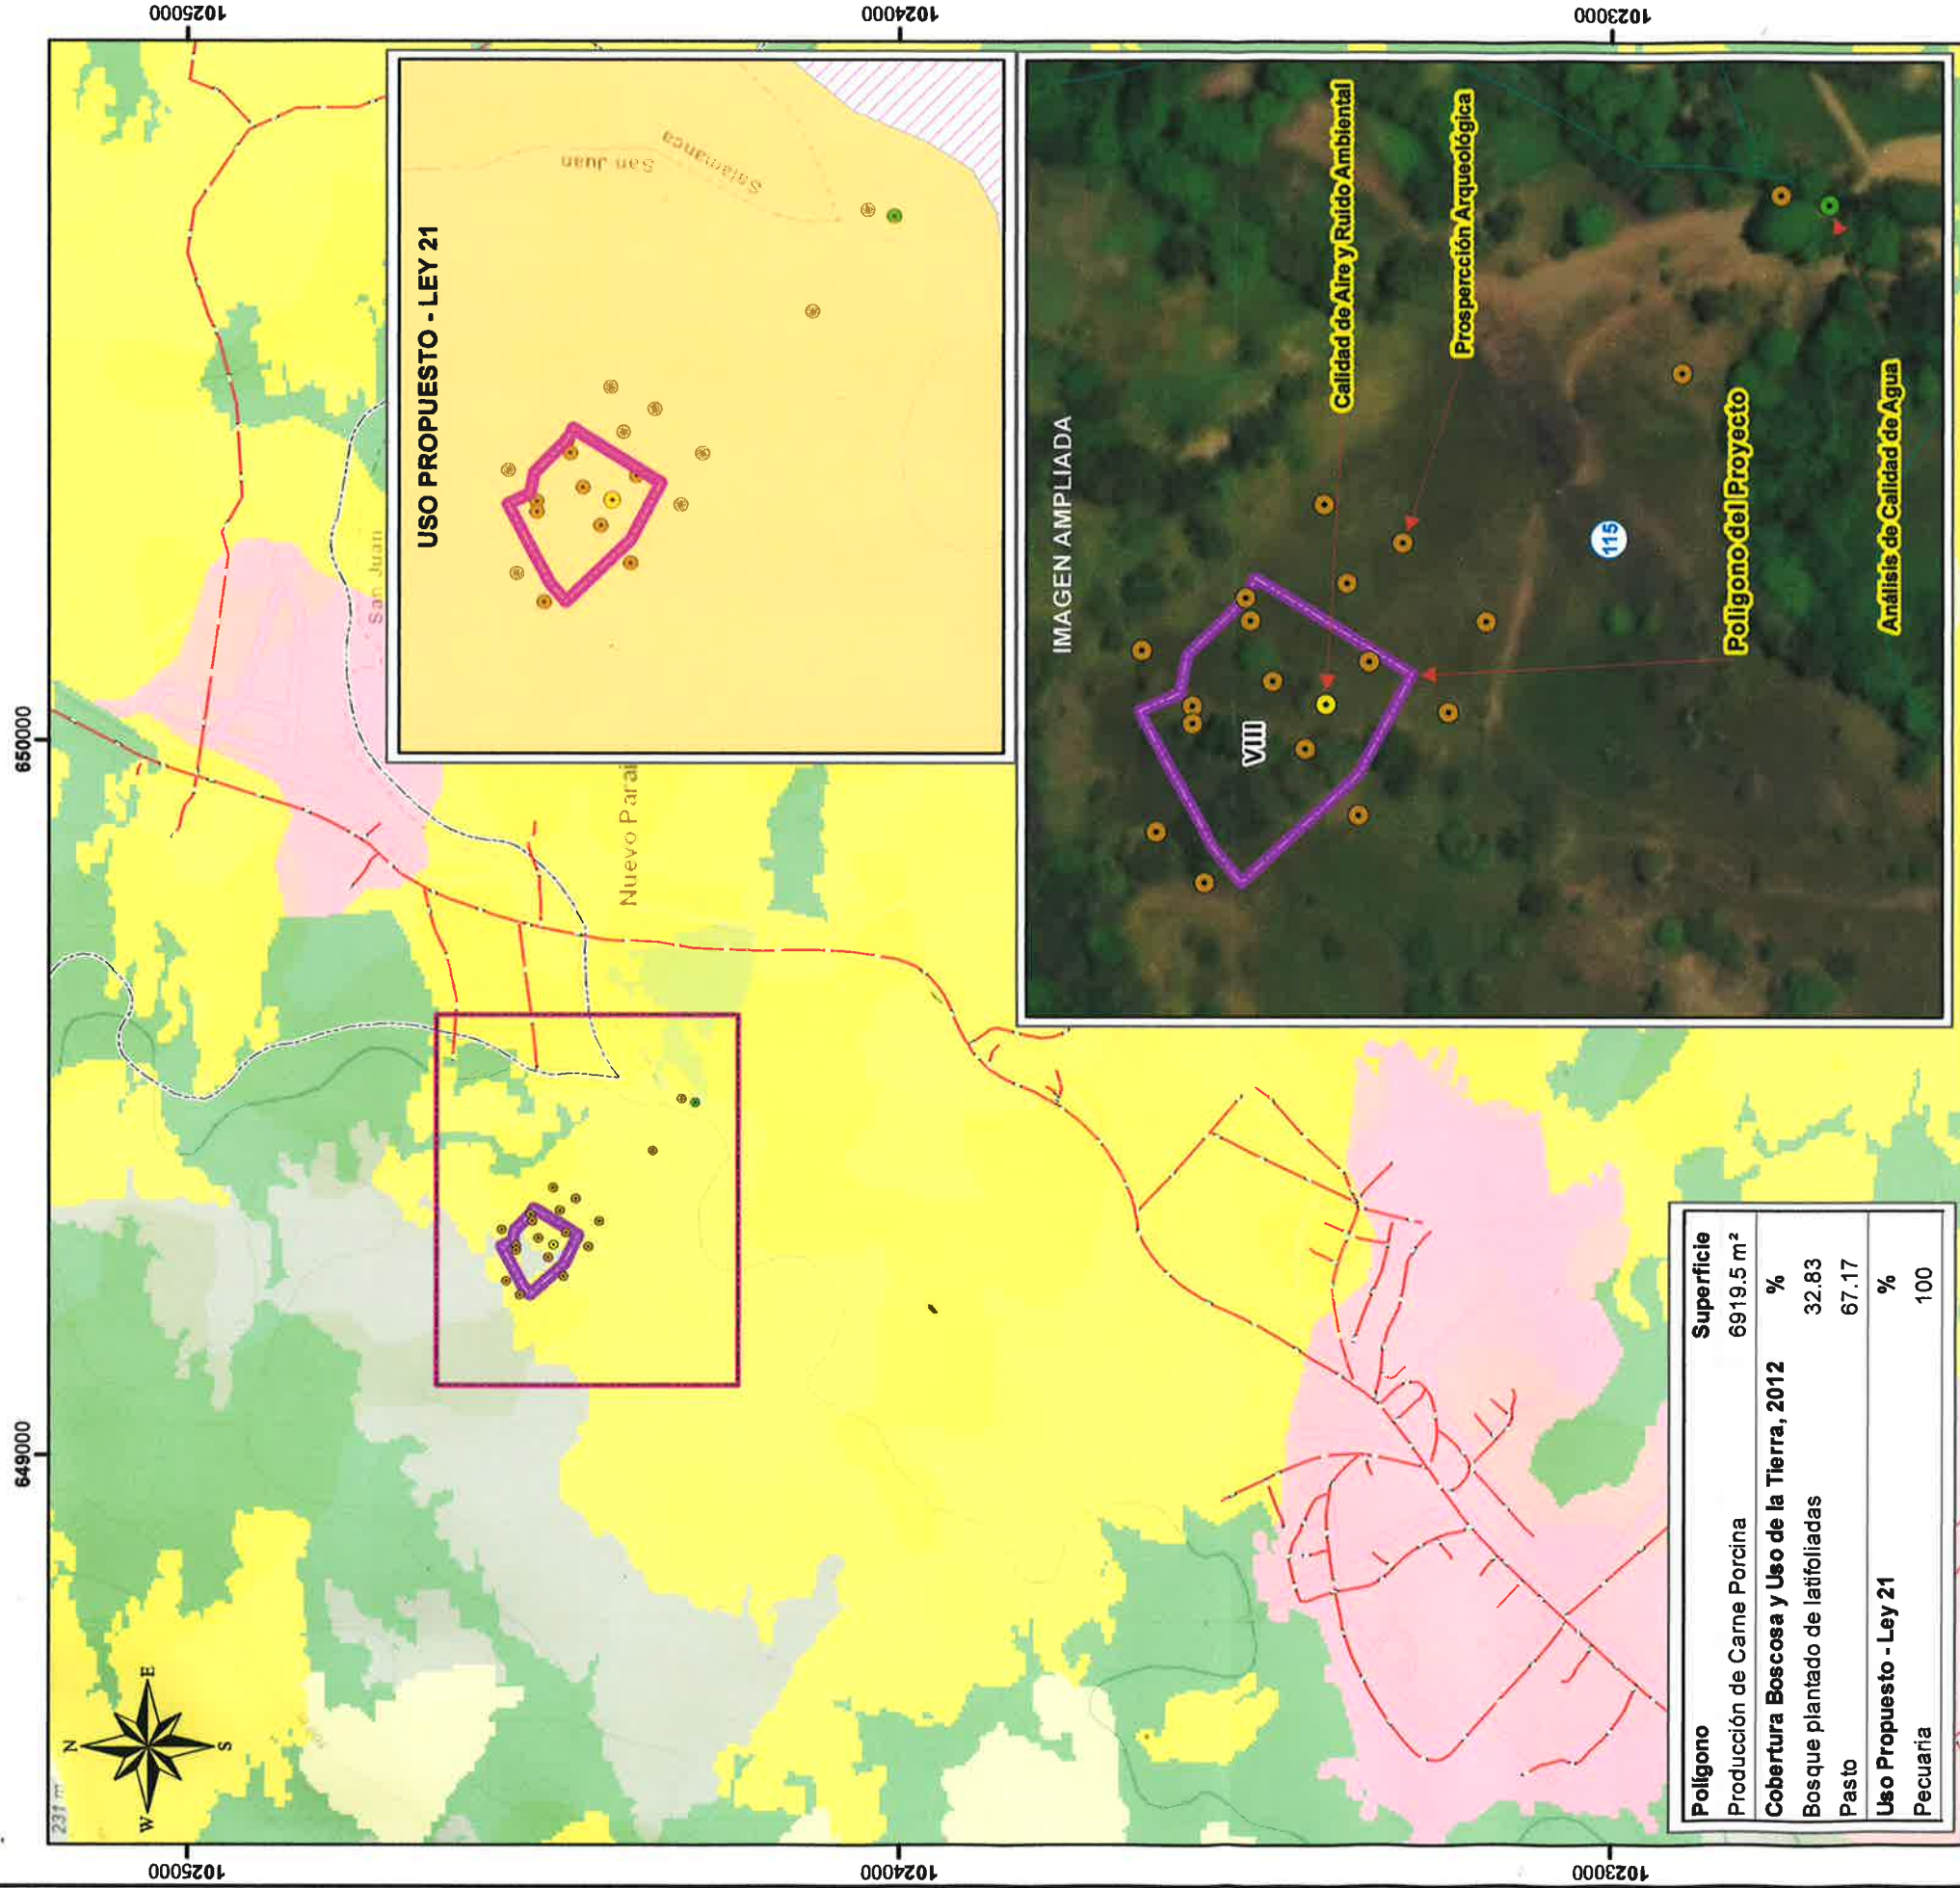 1025000
1024000
1023000
650000
649000
1025000
1024000
1023000
231 m
N
E
S
W
San Juan
Nuevo Parai
USO PROPUESTO - LEY 21
San Juan
Salamanca
IMAGEN AMPLIADA
Calidad de Aire y Ruido Ambiental
Prosperción Arqueológica
VIII
115
Polígono del Proyecto
Análisis de Calidad de Agua
Polígono Superficie
Producción de Carne Porcina 6919.5 m²
Cobertura Boscosa y Uso de la Tierra, 2012 %
Bosque plantado de latifoliadas 32.83
Pasto 67.17
Uso Propuesto - Ley 21 %
Pecuaria 100